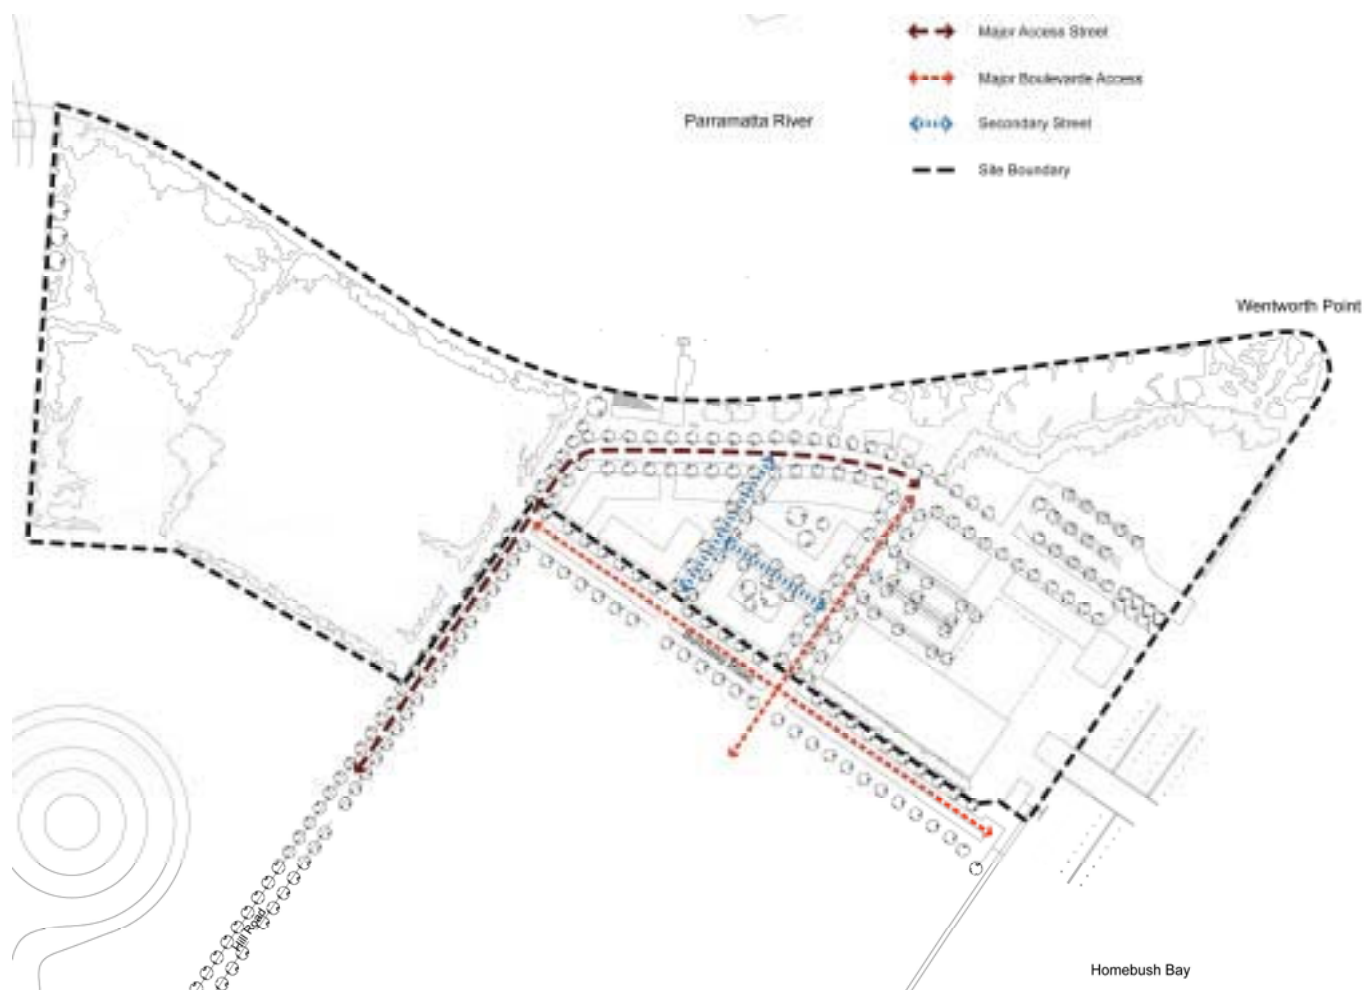 Major Access Street
Major Boulevarde Access
Parramatta River
Secondary Street
Site Boundary
Wentworth Point
Hill Road
Homebush Bay